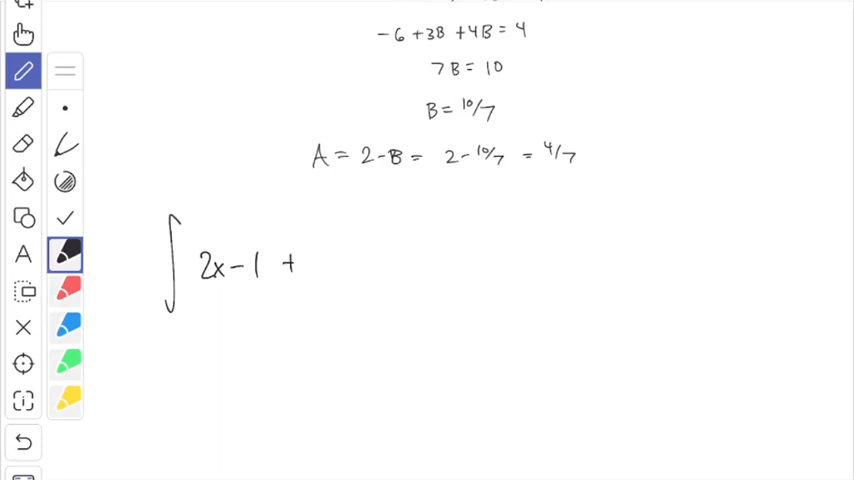 -6 + 3B + 4B = 4
7B = 10
B = 10/7
A = 2 - B = 2 - 10/7 = 4/7
∫ 2x - 1 +